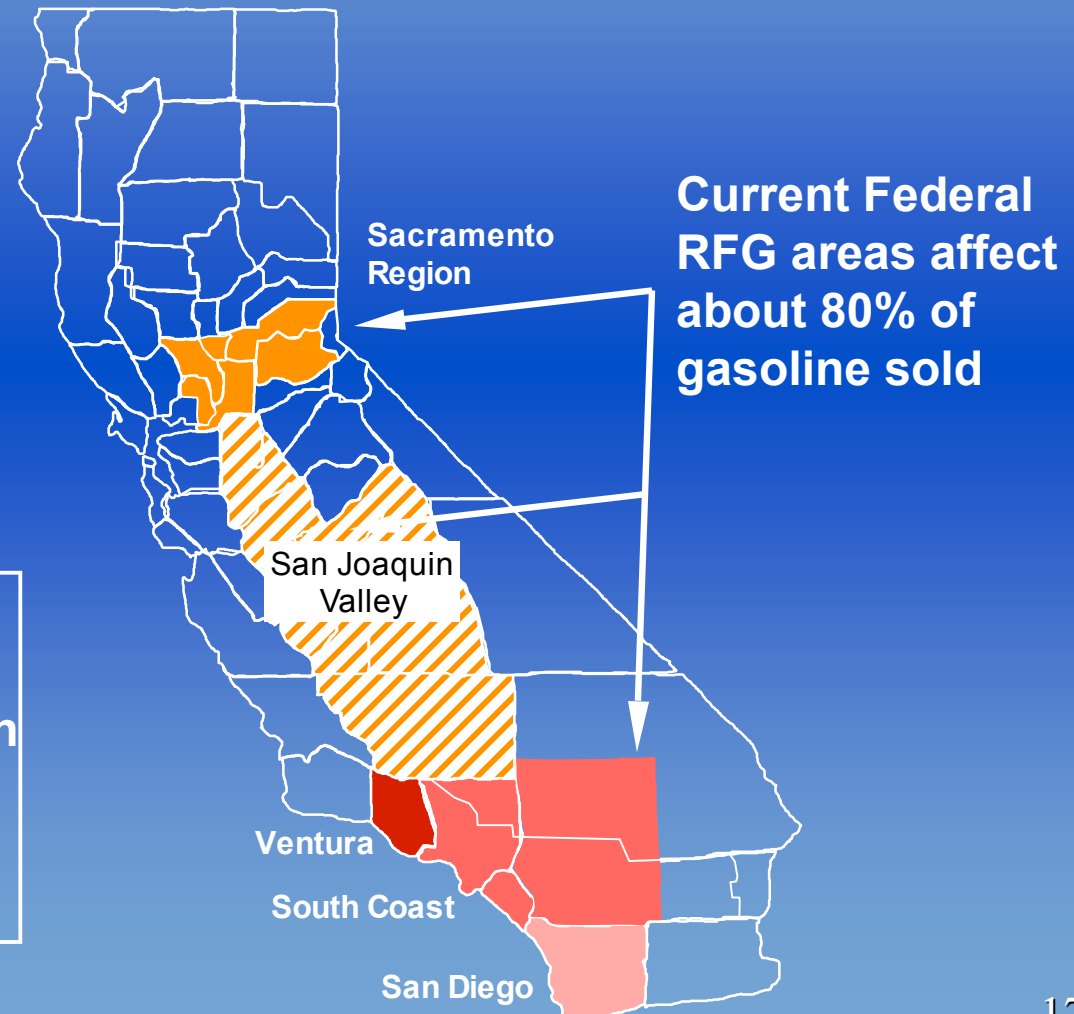 Sacramento
Region
Current Federal
RFG areas affect
about 80% of
gasoline sold
San Joaquin
Valley
Ventura
South Coast
San Diego